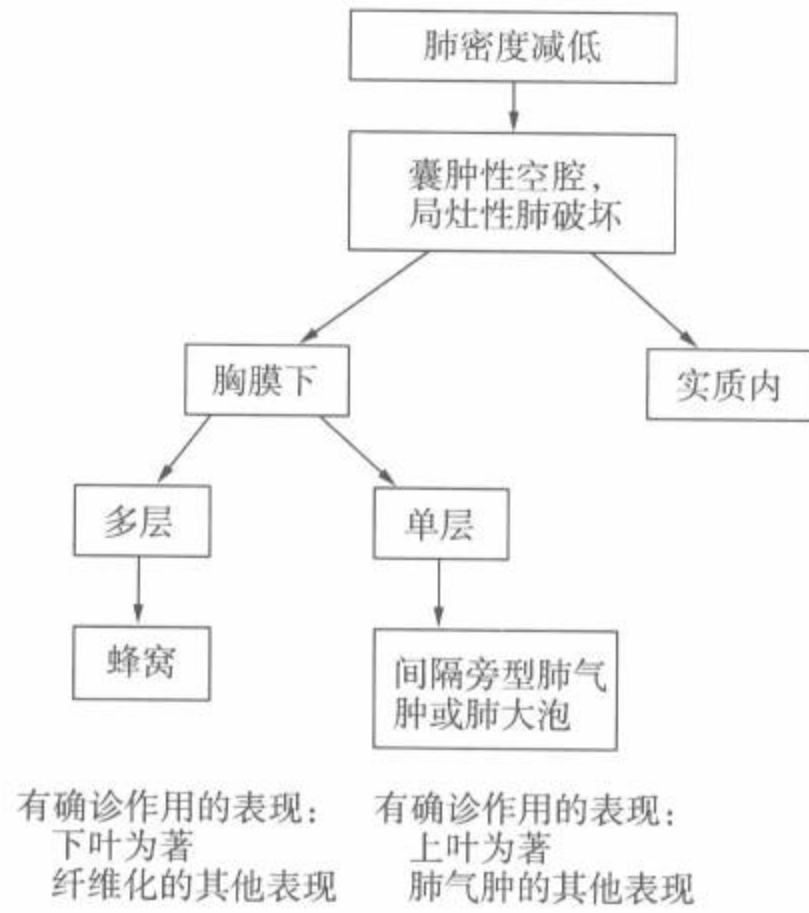 肺密度减低
囊肿性空腔，
局灶性肺破坏
胸膜下
实质内
多层
单层
蜂窝
间隔旁型肺气
肿或肺大泡
有确诊作用的表现：
下叶为著
纤维化的其他表现
有确诊作用的表现：
上叶为著
肺气肿的其他表现